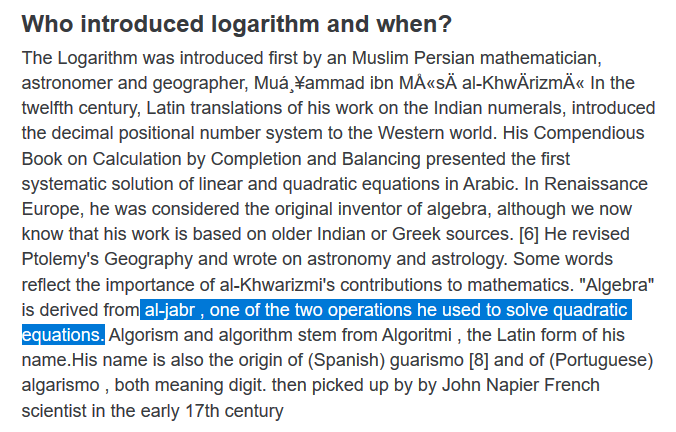 Who introduced logarithm and when?
The Logarithm was introduced first by an Muslim Persian mathematician,
astronomer and geographer, Muá¸¥ammad ibn MÅ«sÄ al-KhwÄrizmÄ« In the
twelfth century, Latin translations of his work on the Indian numerals, introduced
the decimal positional number system to the Western world. His Compendious
Book on Calculation by Completion and Balancing presented the first
systematic solution of linear and quadratic equations in Arabic. In Renaissance
Europe, he was considered the original inventor of algebra, although we now
know that his work is based on older Indian or Greek sources. [6] He revised
Ptolemy's Geography and wrote on astronomy and astrology. Some words
reflect the importance of al-Khwarizmi's contributions to mathematics. "Algebra"
is derived from al-jabr , one of the two operations he used to solve quadratic
equations. Algorism and algorithm stem from Algoritmi , the Latin form of his
name.His name is also the origin of (Spanish) guarismo [8] and of (Portuguese)
algarismo , both meaning digit. then picked up by by John Napier French
scientist in the early 17th century